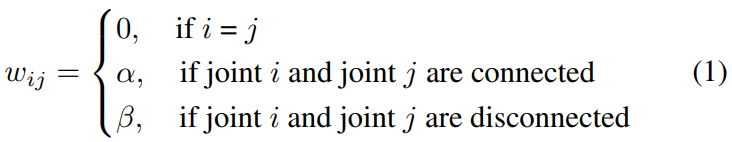 0, if i = j
w_{ij} = { α, if joint i and joint j are connected (1)
β, if joint i and joint j are disconnected